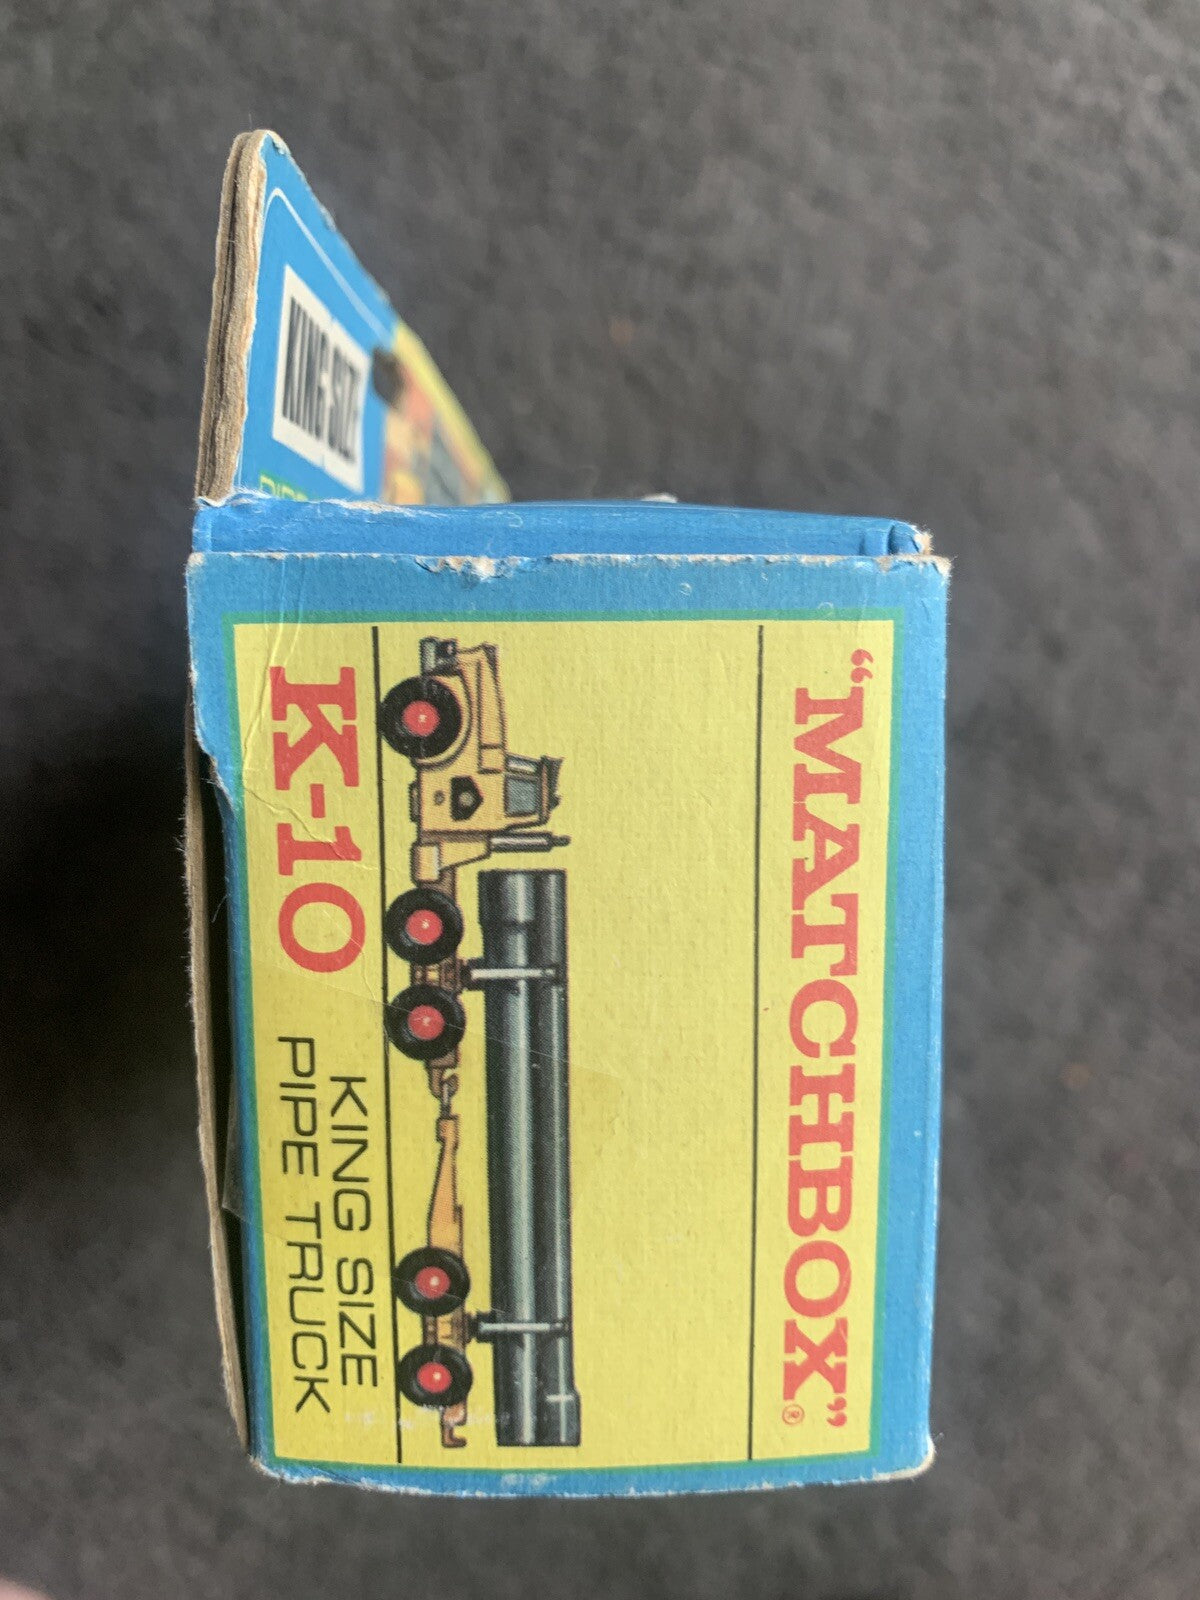 "MATCHBOX"®
K-10
KING SIZE
PIPE TRUCK
KING SIZE